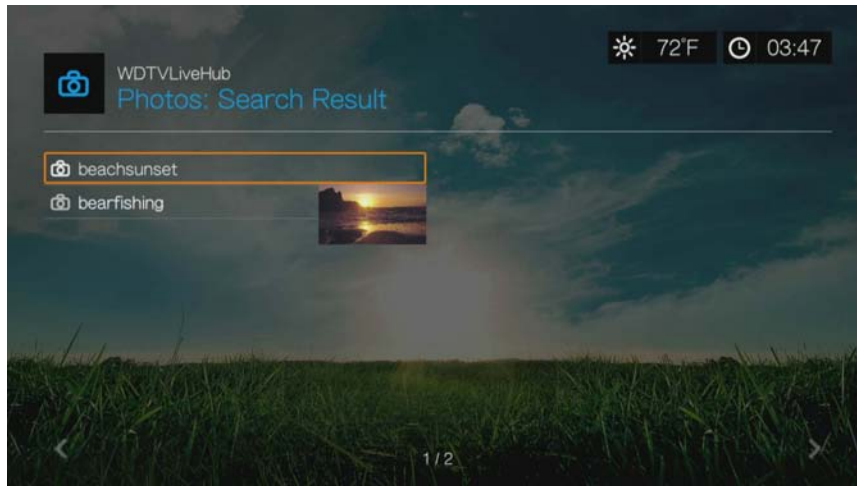 72°F
03:47
WDTVLiveHub
Photos: Search Result
beachsunset
bearfishing
1/2